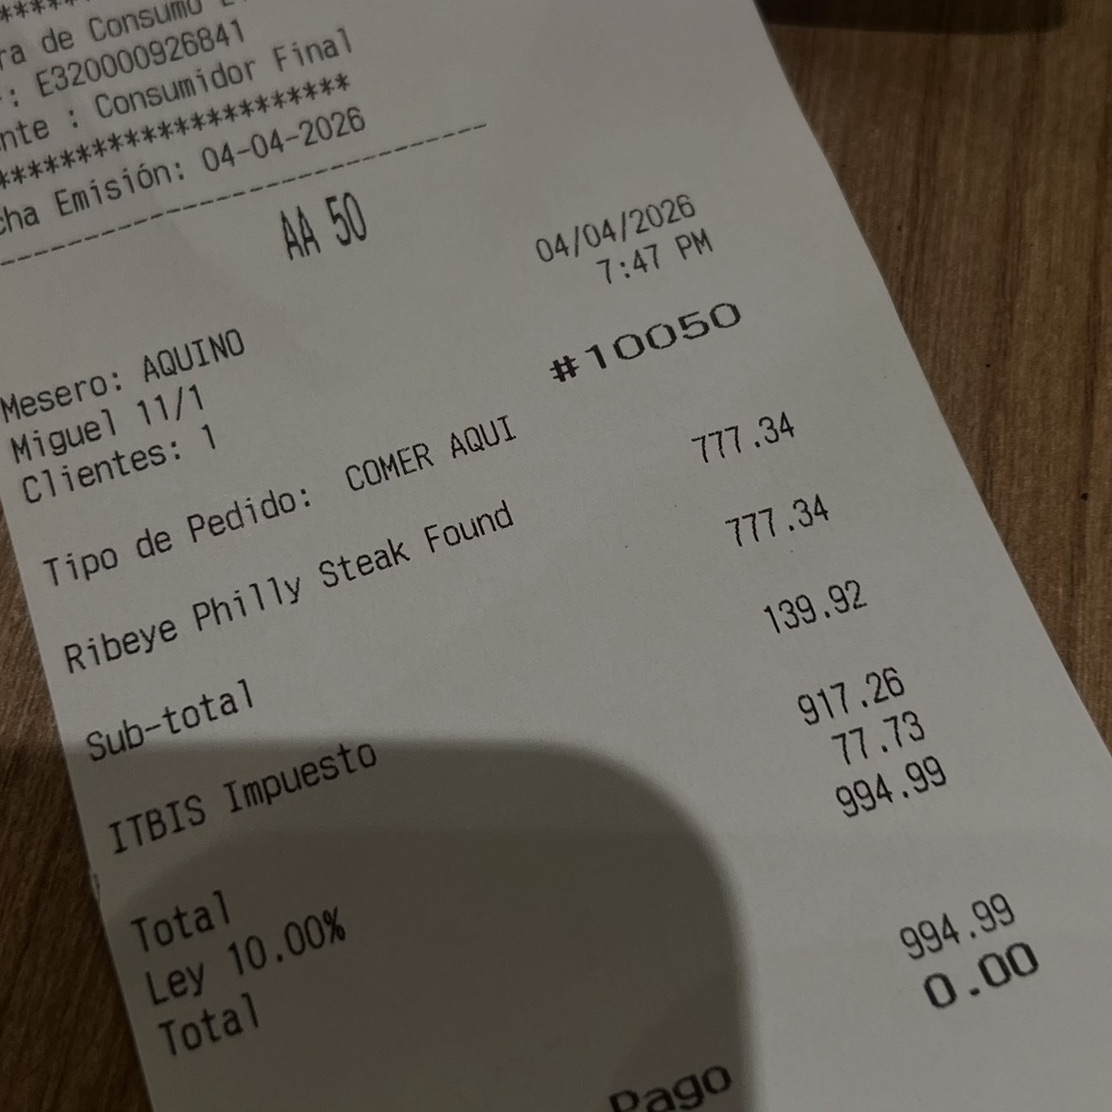 ********
ra de Consumo
: E320000926841
nte : Consumidor Final
**********************
cha Emisión: 04-04-2026
AA 50
04/04/2026
7:47 PM
Mesero: AQUINO
Miguel 11/1
Clientes: 1
#10050
Tipo de Pedido: COMER AQUI
Ribeye Philly Steak Found 777.34
Sub-total 777.34
ITBIS Impuesto 139.92
Total 917.26
Ley 10.00% 77.73
Total 994.99
994.99
0.00
Pago